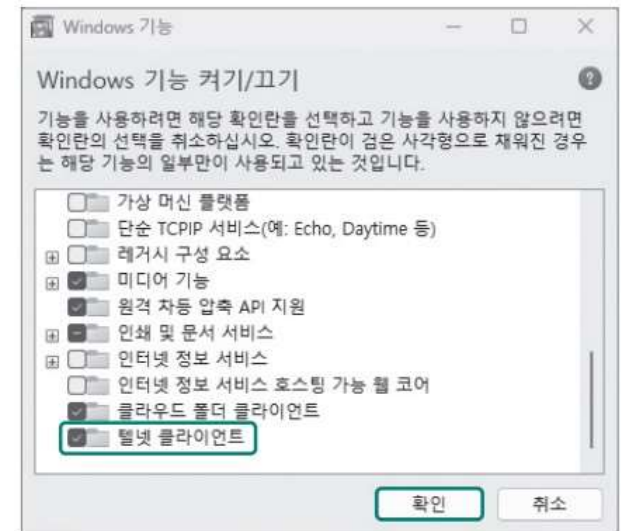 Windows 기능
Windows 기능 켜기/끄기
기능을 사용하려면 해당 확인란을 선택하고 기능을 사용하지 않으려면
확인란의 선택을 취소하십시오. 확인란이 검은 사각형으로 채워진 경우
는 해당 기능의 일부만이 사용되고 있는 것입니다.
가상 머신 플랫폼
단순 TCPIP 서비스(예: Echo, Daytime 등)
레거시 구성 요소
미디어 기능
원격 차등 압축 API 지원
인쇄 및 문서 서비스
인터넷 정보 서비스
인터넷 정보 서비스 호스팅 가능 웹 코어
클라우드 폴더 클라이언트
텔넷 클라이언트
확인 취소